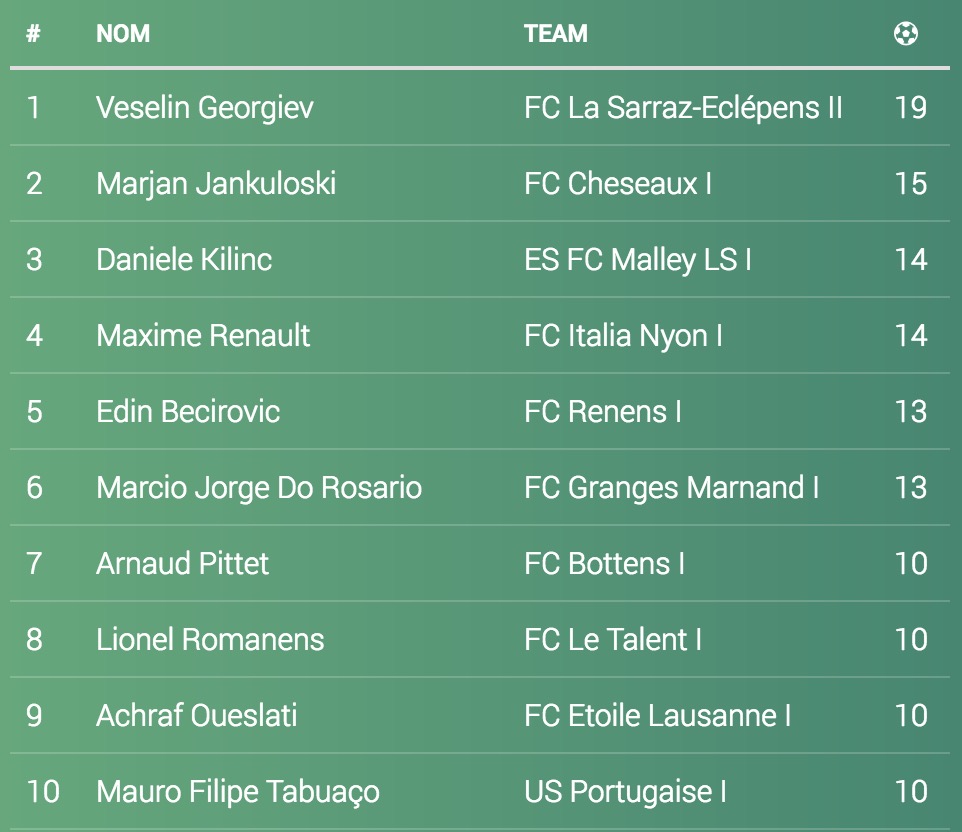 # NOM TEAM
1 Veselin Georgiev FC La Sarraz-Eclépens II 19
2 Marjan Jankuloski FC Cheseaux I 15
3 Daniele Kilinc ES FC Malley LS I 14
4 Maxime Renault FC Italia Nyon I 14
5 Edin Becirovic FC Renens I 13
6 Marcio Jorge Do Rosario FC Granges Marnand I 13
7 Arnaud Pittet FC Bottens I 10
8 Lionel Romanens FC Le Talent I 10
9 Achraf Oueslati FC Etoile Lausanne I 10
10 Mauro Filipe Tabuaço US Portugaise I 10